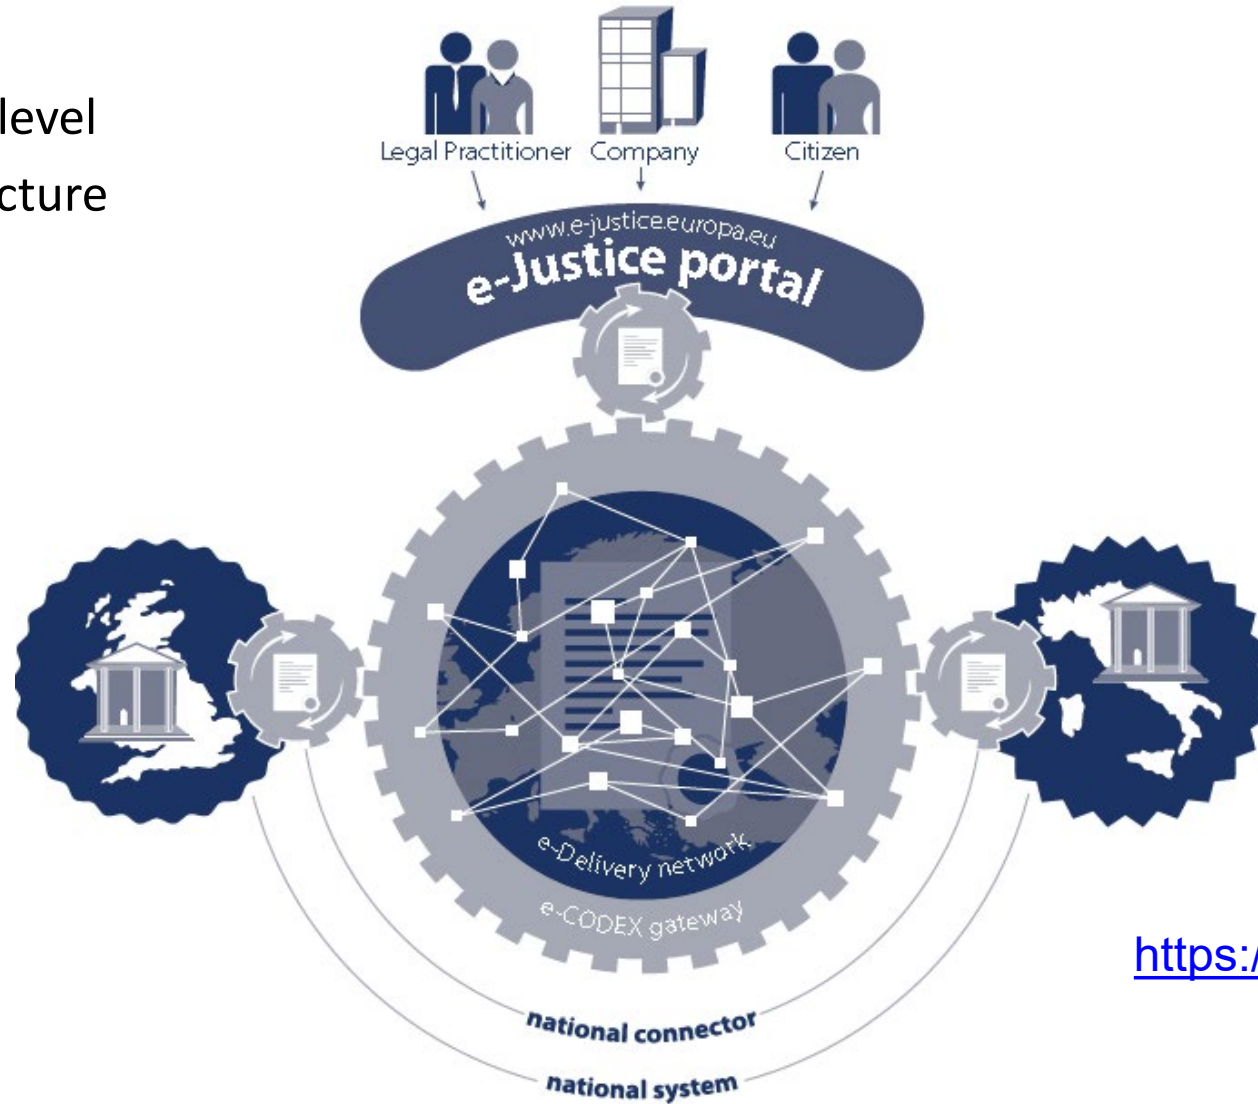 level
cture
Legal Practitioner
Company
Citizen
www.e-justice.europa.eu
e-Justice portal
e-Delivery network
e-CODEX gateway
https:/
national connector
national system